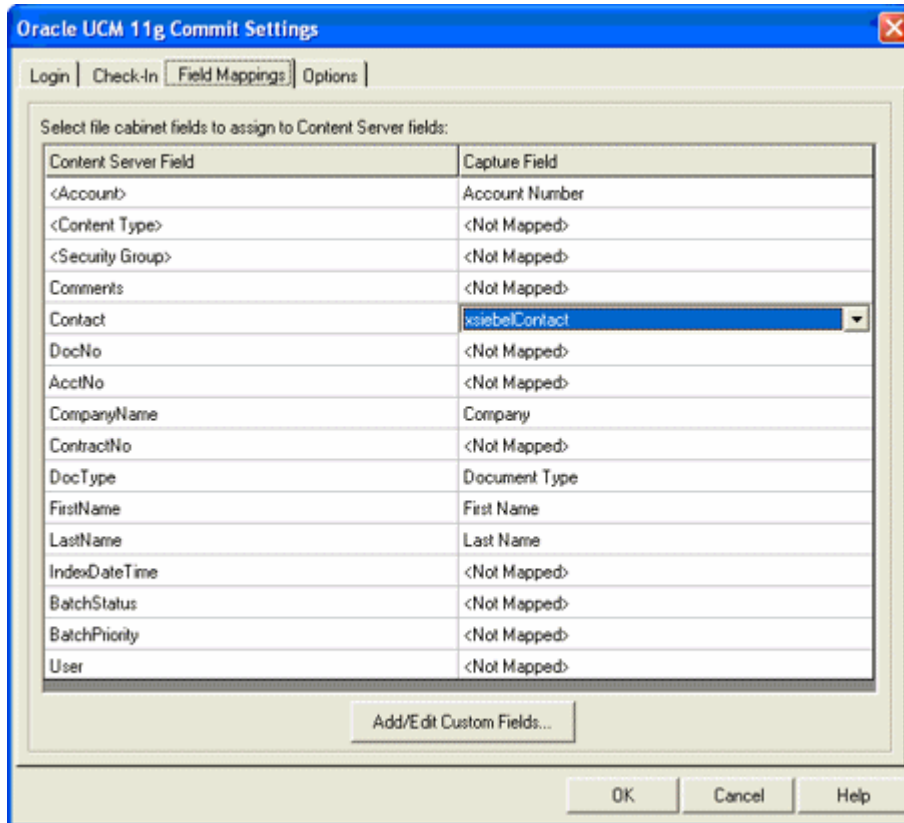 Oracle UCM 11g Commit Settings
Login Check-In Field Mappings Options
Select file cabinet fields to assign to Content Server fields:
Content Server Field Capture Field
<Account> Account Number
<Content Type> <Not Mapped>
<Security Group> <Not Mapped>
Comments <Not Mapped>
Contact xsiebelContact
DocNo <Not Mapped>
AcctNo <Not Mapped>
CompanyName Company
ContractNo <Not Mapped>
DocType Document Type
FirstName First Name
LastName Last Name
IndexDateTime <Not Mapped>
BatchStatus <Not Mapped>
BatchPriority <Not Mapped>
User <Not Mapped>
Add/Edit Custom Fields...
OK Cancel Help